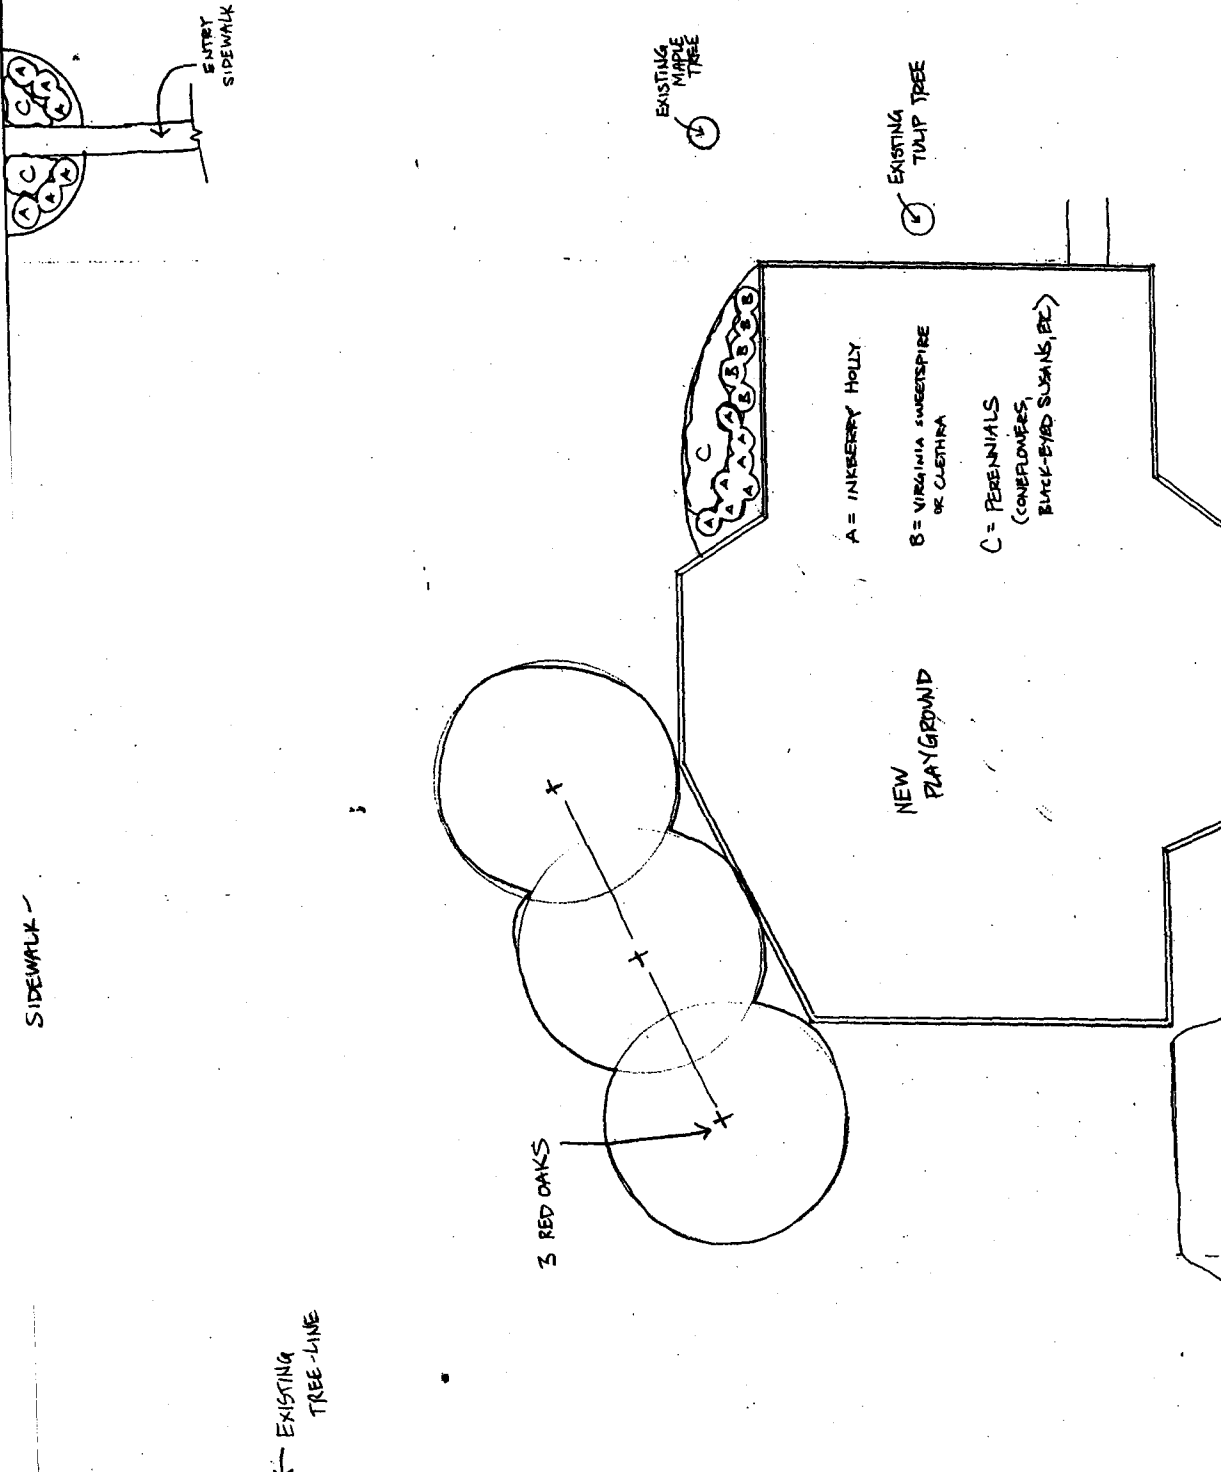 ENTRY
SIDEWALK
A
A
A
A
C
C
A
A
A
EXISTING
MAPLE
TREE
EXISTING
TULIP TREE
C
A
A
A
A
A
A
A
B
B
B
B
B
A = INKBERRY HOLLY
B = VIRGINIA SWEETSPIRE
OR CLETHRA
C = PERENNIALS
(CONEFLOWERS,
BLACK-EYED SUSANS, ETC)
NEW
PLAYGROUND
SIDEWALK
3 RED OAKS
EXISTING
TREE-LINE